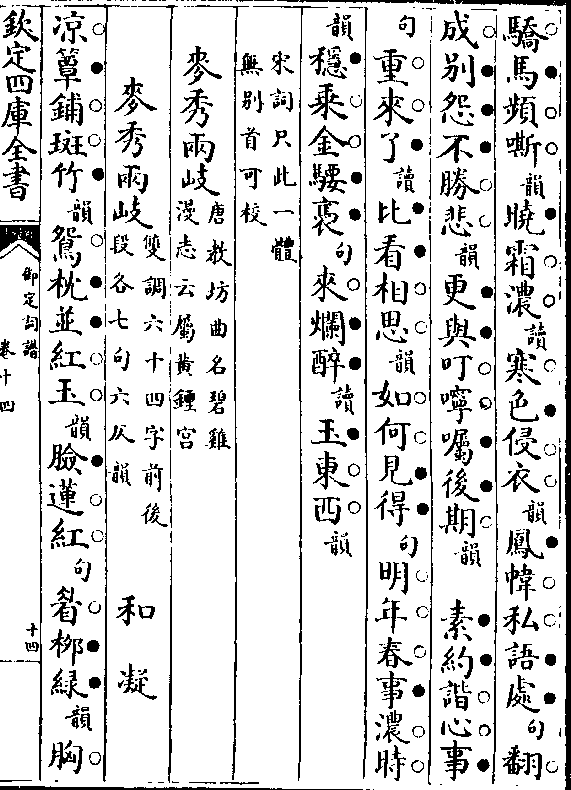 驕馬頻嘶韻曉霜濃讀寒色侵衣韻鳳幃私語處句翻
成别怨不勝悲韻更與叮嚀囑後期韻　素約諧心事
句重來了讀比看相思韻如何見得句明年春事濃時
韻穩乘金騕褭句來爛醉讀玉東西韻
宋詞只此一體
無别首可校
麥秀兩岐
唐教坊曲名碧雞
漫志云屬黄鍾宫
麥秀兩岐
雙調六十四字前後
段各七句六仄韻
和凝
凉簟鋪斑竹韻鴛枕並紅玉韻臉蓮紅句眉柳緑韻胸
欽定四庫全書
御定詞譜
卷十四
十四